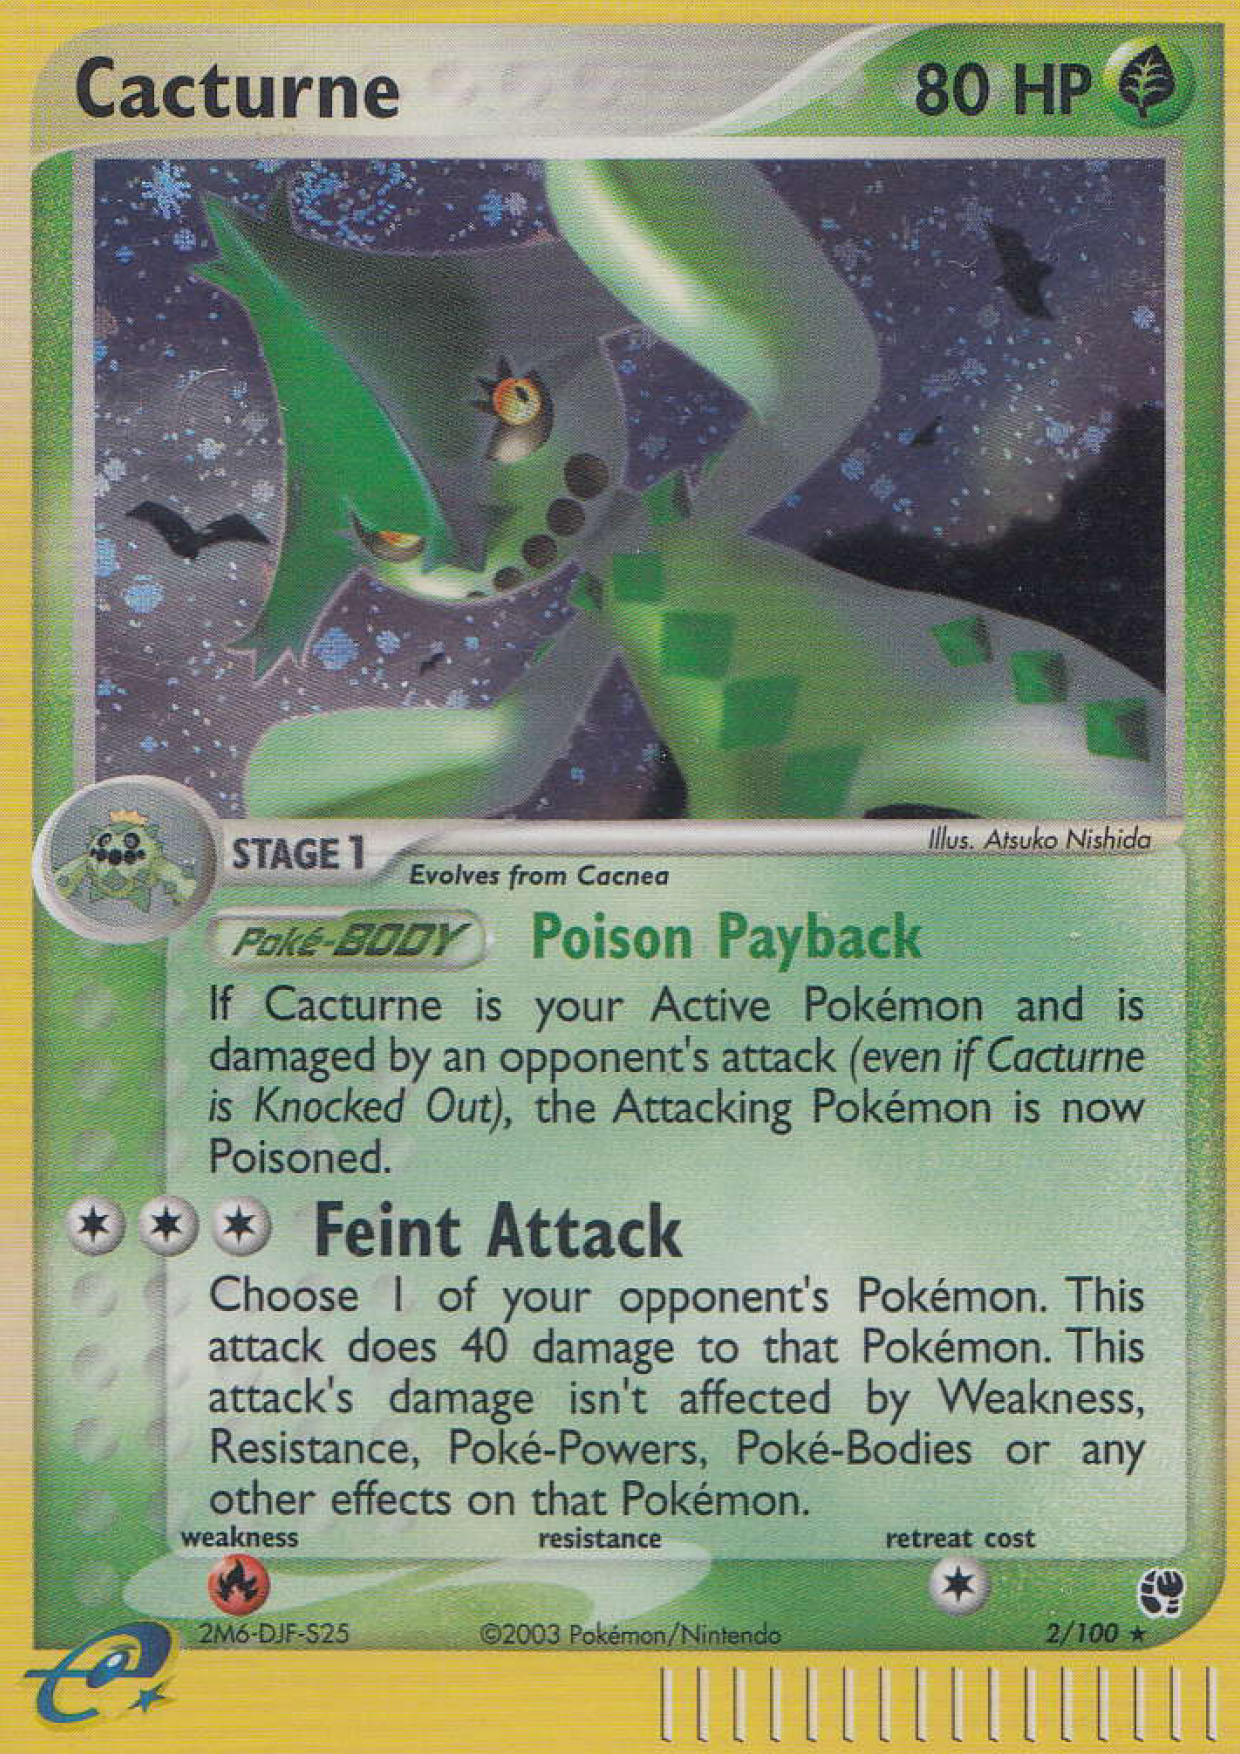 Cacturne 80 HP
Illus. Atsuko Nishida
STAGE 1
Evolves from Cacnea
Poké-BODY Poison Payback
If Cacturne is your Active Pokémon and is
damaged by an opponent's attack (even if Cacturne
is Knocked Out), the Attacking Pokémon is now
Poisoned.
Feint Attack
Choose 1 of your opponent's Pokémon. This
attack does 40 damage to that Pokémon. This
attack's damage isn't affected by Weakness,
Resistance, Poké-Powers, Poké-Bodies or any
other effects on that Pokémon.
weakness resistance retreat cost
2M6-DJF-S25 ©2003 Pokémon/Nintendo 2/100 ★
e